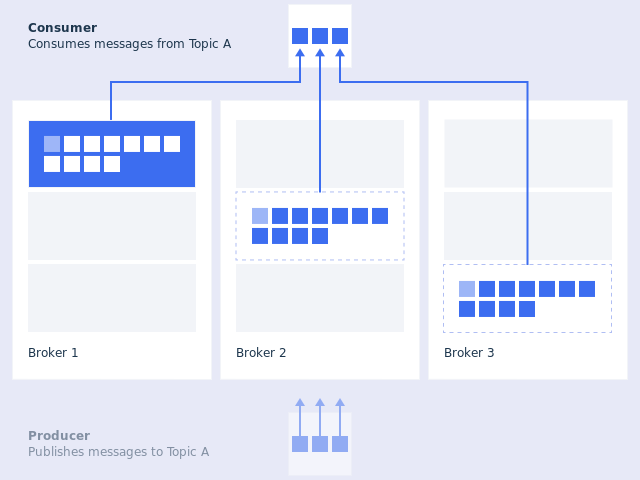 Consumer
Consumes messages from Topic A
Broker 1
Broker 2
Broker 3
Producer
Publishes messages to Topic A